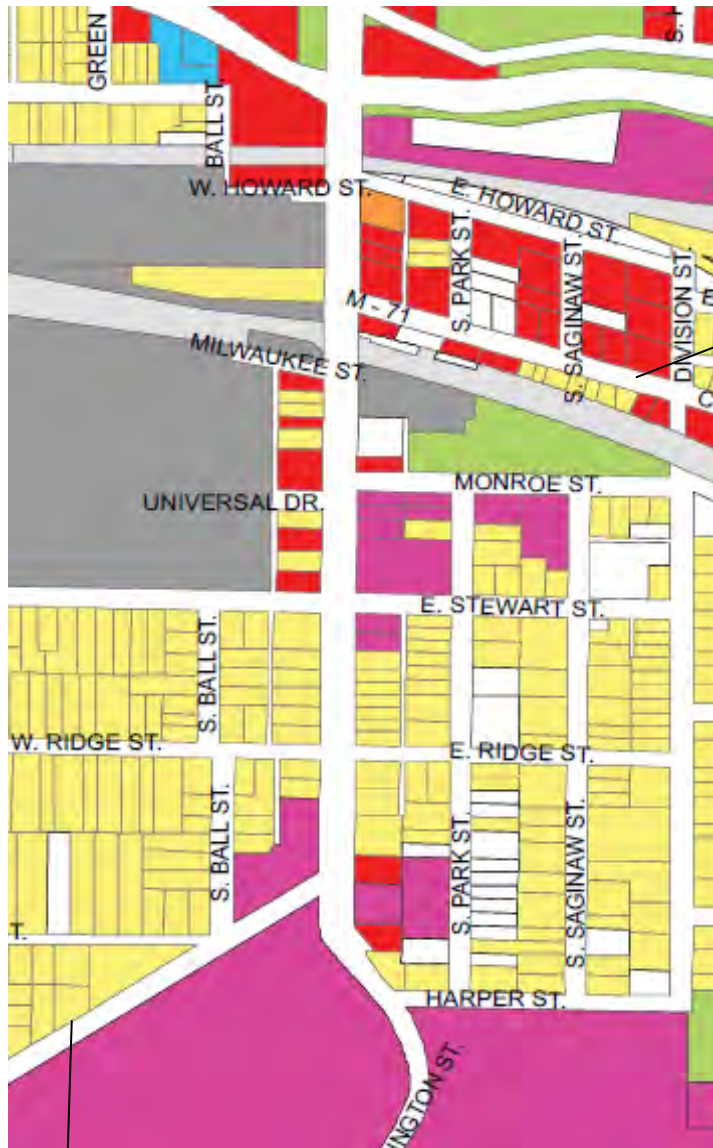 GREEN
BALL ST.
S. H
W. HOWARD ST.
E. HOWARD ST.
S. PARK ST.
S. SAGINAW ST.
DIVISION ST.
E
M - 71
MILWAUKEE ST.
C
MONROE ST.
UNIVERSAL DR.
E. STEWART ST.
S. BALL ST.
W. RIDGE ST.
E. RIDGE ST.
S. BALL ST.
S. PARK ST.
S. SAGINAW ST.
T.
HARPER ST.
INGTON ST.